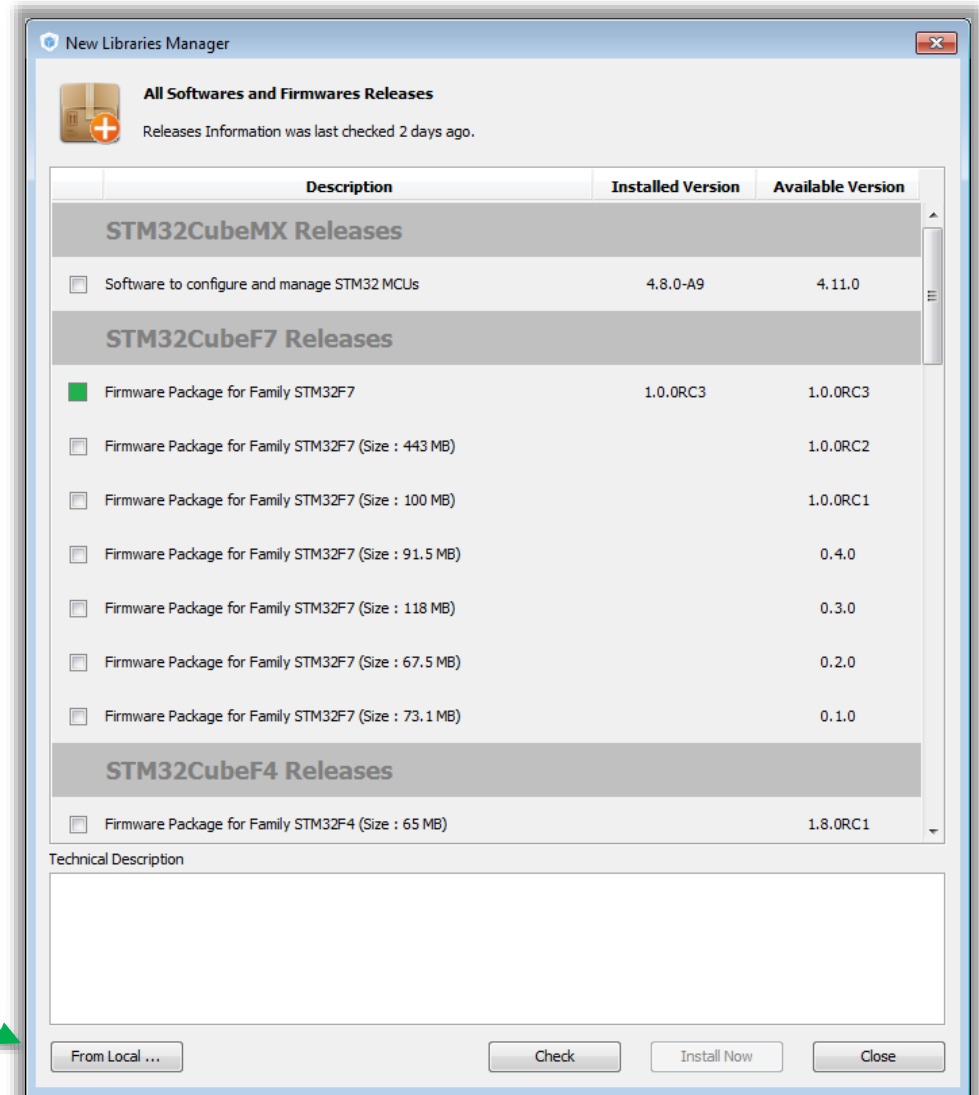 New Libraries Manager
All Softwares and Firmwares Releases
Releases Information was last checked 2 days ago.
Description Installed Version Available Version
STM32CubeMX Releases
Software to configure and manage STM32 MCUs 4.8.0-A9 4.11.0
STM32CubeF7 Releases
Firmware Package for Family STM32F7 1.0.0RC3 1.0.0RC3
Firmware Package for Family STM32F7 (Size : 443 MB) 1.0.0RC2
Firmware Package for Family STM32F7 (Size : 100 MB) 1.0.0RC1
Firmware Package for Family STM32F7 (Size : 91.5 MB) 0.4.0
Firmware Package for Family STM32F7 (Size : 118 MB) 0.3.0
Firmware Package for Family STM32F7 (Size : 67.5 MB) 0.2.0
Firmware Package for Family STM32F7 (Size : 73.1 MB) 0.1.0
STM32CubeF4 Releases
Firmware Package for Family STM32F4 (Size : 65 MB) 1.8.0RC1
Technical Description
From Local ... Check Install Now Close